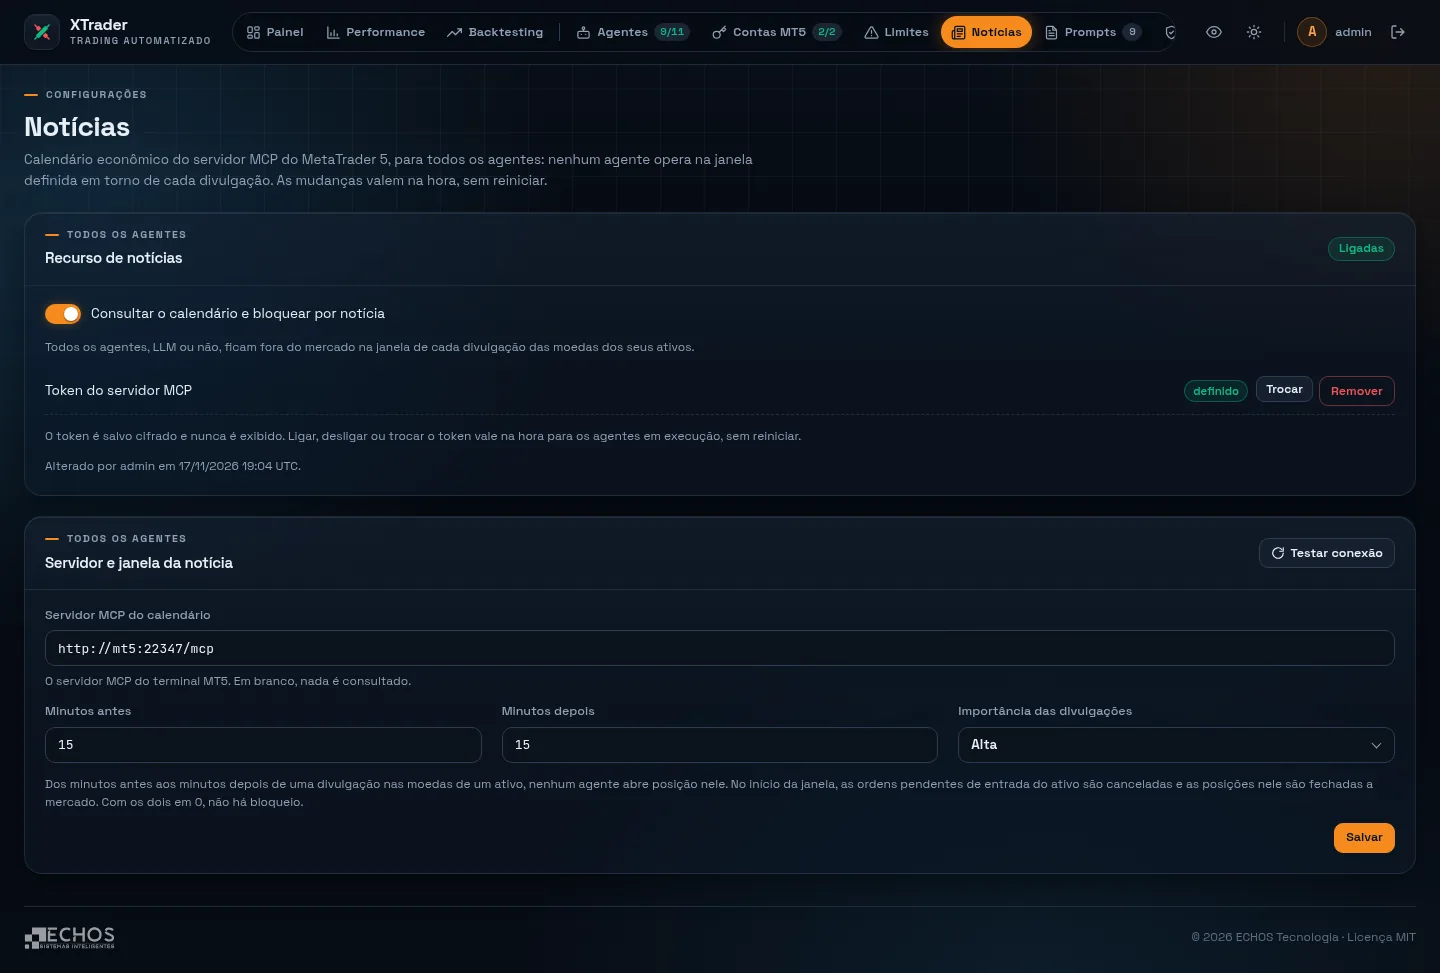 XTrader
TRADING AUTOMATIZADO
Painel
Performance
Backtesting
Agentes 9/11
Contas MT5 2/2
Limites
Notícias
Prompts 9
A admin
CONFIGURAÇÕES
Notícias
Calendário econômico do servidor MCP do MetaTrader 5, para todos os agentes: nenhum agente opera na janela
definida em torno de cada divulgação. As mudanças valem na hora, sem reiniciar.
TODOS OS AGENTES
Recurso de notícias
Ligadas
Consultar o calendário e bloquear por notícia
Todos os agentes, LLM ou não, ficam fora do mercado na janela de cada divulgação das moedas dos seus ativos.
Token do servidor MCP
definido
Trocar
Remover
O token é salvo cifrado e nunca é exibido. Ligar, desligar ou trocar o token vale na hora para os agentes em execução, sem reiniciar.
Alterado por admin em 17/11/2026 19:04 UTC.
TODOS OS AGENTES
Servidor e janela da notícia
Testar conexão
Servidor MCP do calendário
http://mt5:22347/mcp
O servidor MCP do terminal MT5. Em branco, nada é consultado.
Minutos antes
Minutos depois
Importância das divulgações
15
15
Alta
Dos minutos antes aos minutos depois de uma divulgação nas moedas de um ativo, nenhum agente abre posição nele. No início da janela, as ordens pendentes de entrada do ativo são canceladas e as posições nele são fechadas a
mercado. Com os dois em 0, não há bloqueio.
Salvar
ECHOS
SISTEMAS INTELIGENTES
© 2026 ECHOS Tecnologia · Licença MIT